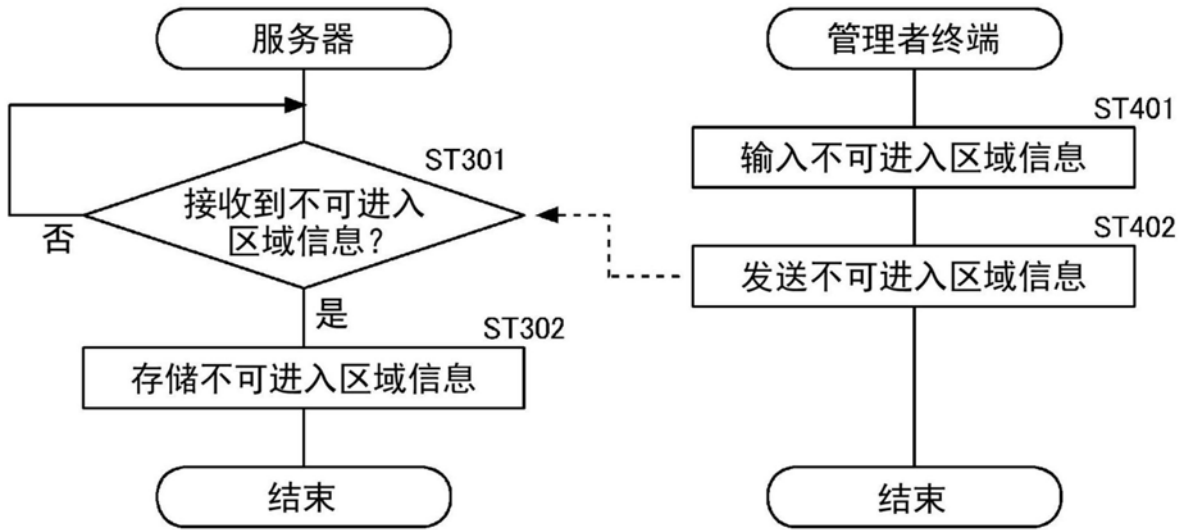 服务器
ST301
接收到不可进入
区域信息?
否
是
ST302
存储不可进入区域信息
结束
管理者终端
ST401
输入不可进入区域信息
ST402
发送不可进入区域信息
结束